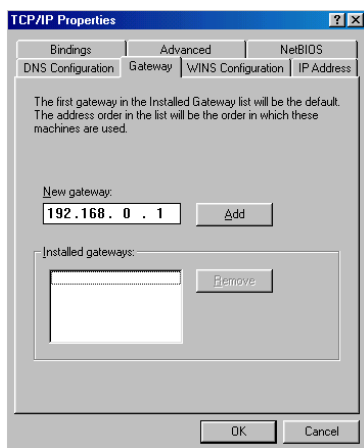 TCP/IP Properties
Bindings Advanced NetBIOS
DNS Configuration Gateway WINS Configuration IP Address
The first gateway in the Installed Gateway list will be the default.
The address order in the list will be the order in which these
machines are used.
New gateway:
192.168. 0 . 1 Add
Installed gateways:
Remove
OK Cancel